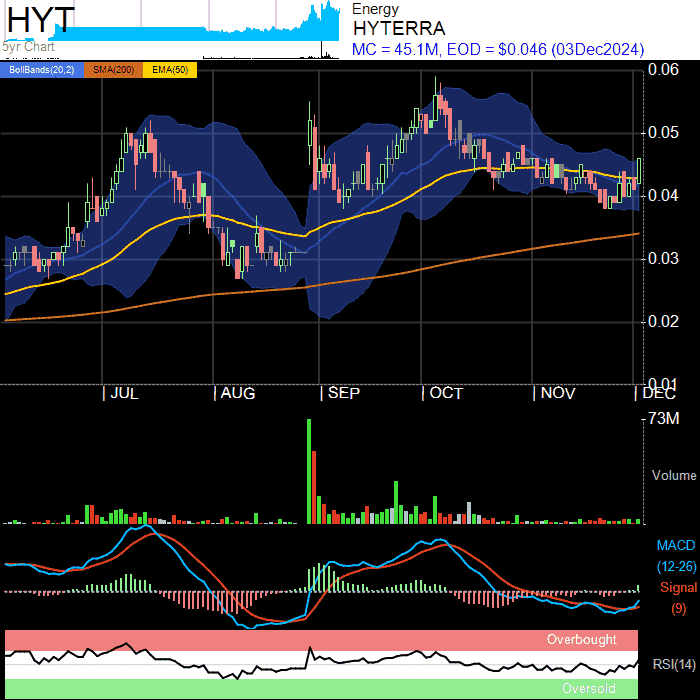 HYT
5yr Chart
Energy
HYTERRA
MC = 45.1M, EOD = $0.046 (03Dec2024)
BollBands(20,2) SMA(200) EMA(50)
0.06
0.05
0.04
0.03
0.02
0.01
JUL AUG SEP OCT NOV DEC
73M
Volume
MACD
(12-26)
Signal
(9)
Overbought
RSI(14)
Oversold